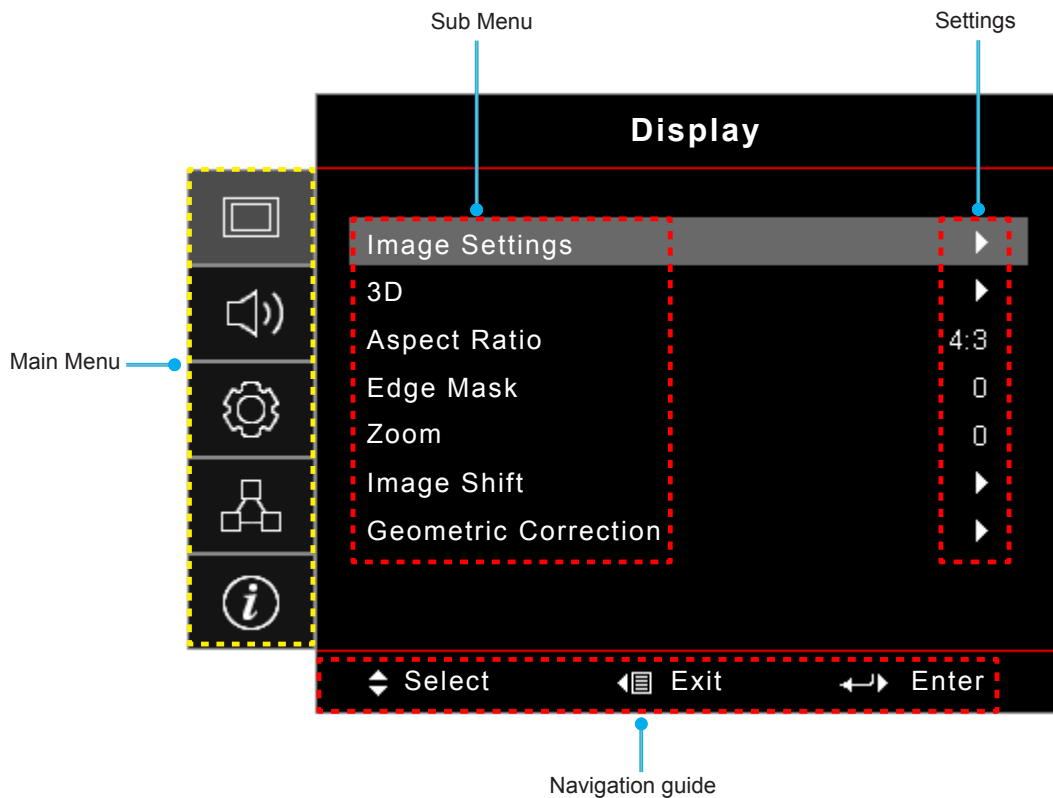 Sub Menu
Settings
Display
Image Settings
3D
Aspect Ratio 4:3
Main Menu
Edge Mask 0
Zoom 0
Image Shift
Geometric Correction
i
Select Exit Enter
Navigation guide